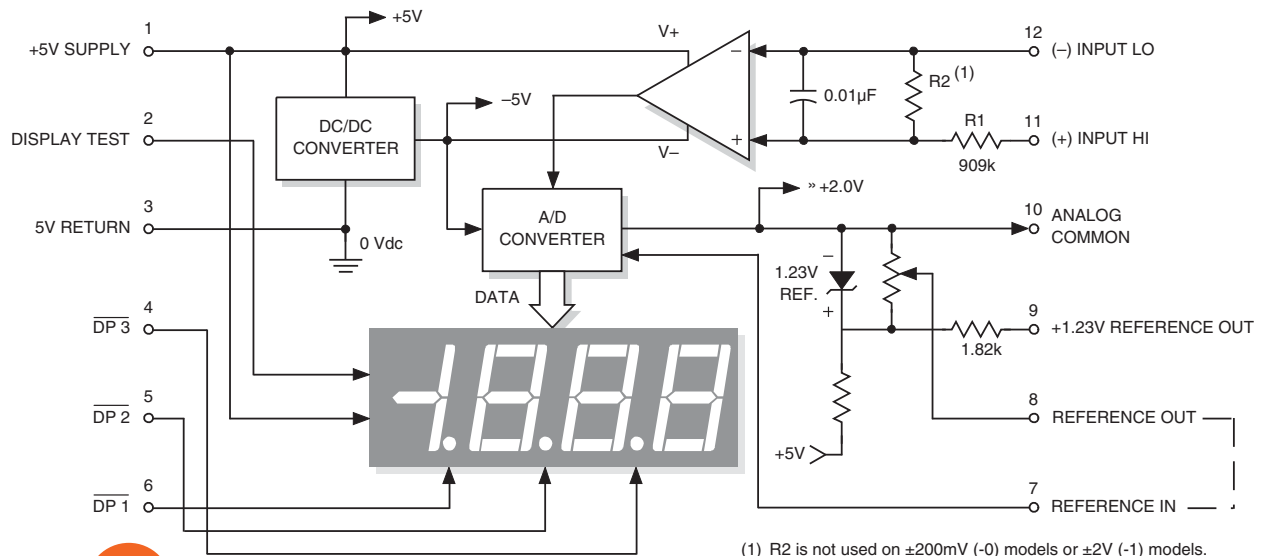 1
+5V SUPPLY
+5V
2
DISPLAY TEST
3
5V RETURN
4
DP 3
5
DP 2
6
DP 1
DC/DC
CONVERTER
–5V
0 Vdc
V+
V–
–
+
0.01µF
R2 (1)
R1
909k
12
(–) INPUT LO
11
(+) INPUT HI
A/D
CONVERTER
DATA
» +2.0V
10
ANALOG
COMMON
–
1.23V
REF.
+
9
+1.23V REFERENCE OUT
1.82k
8
REFERENCE OUT
+5V
7
REFERENCE IN
-1.8.8.8
(1) R2 is not used on ±200mV (-0) models or ±2V (-1) models.